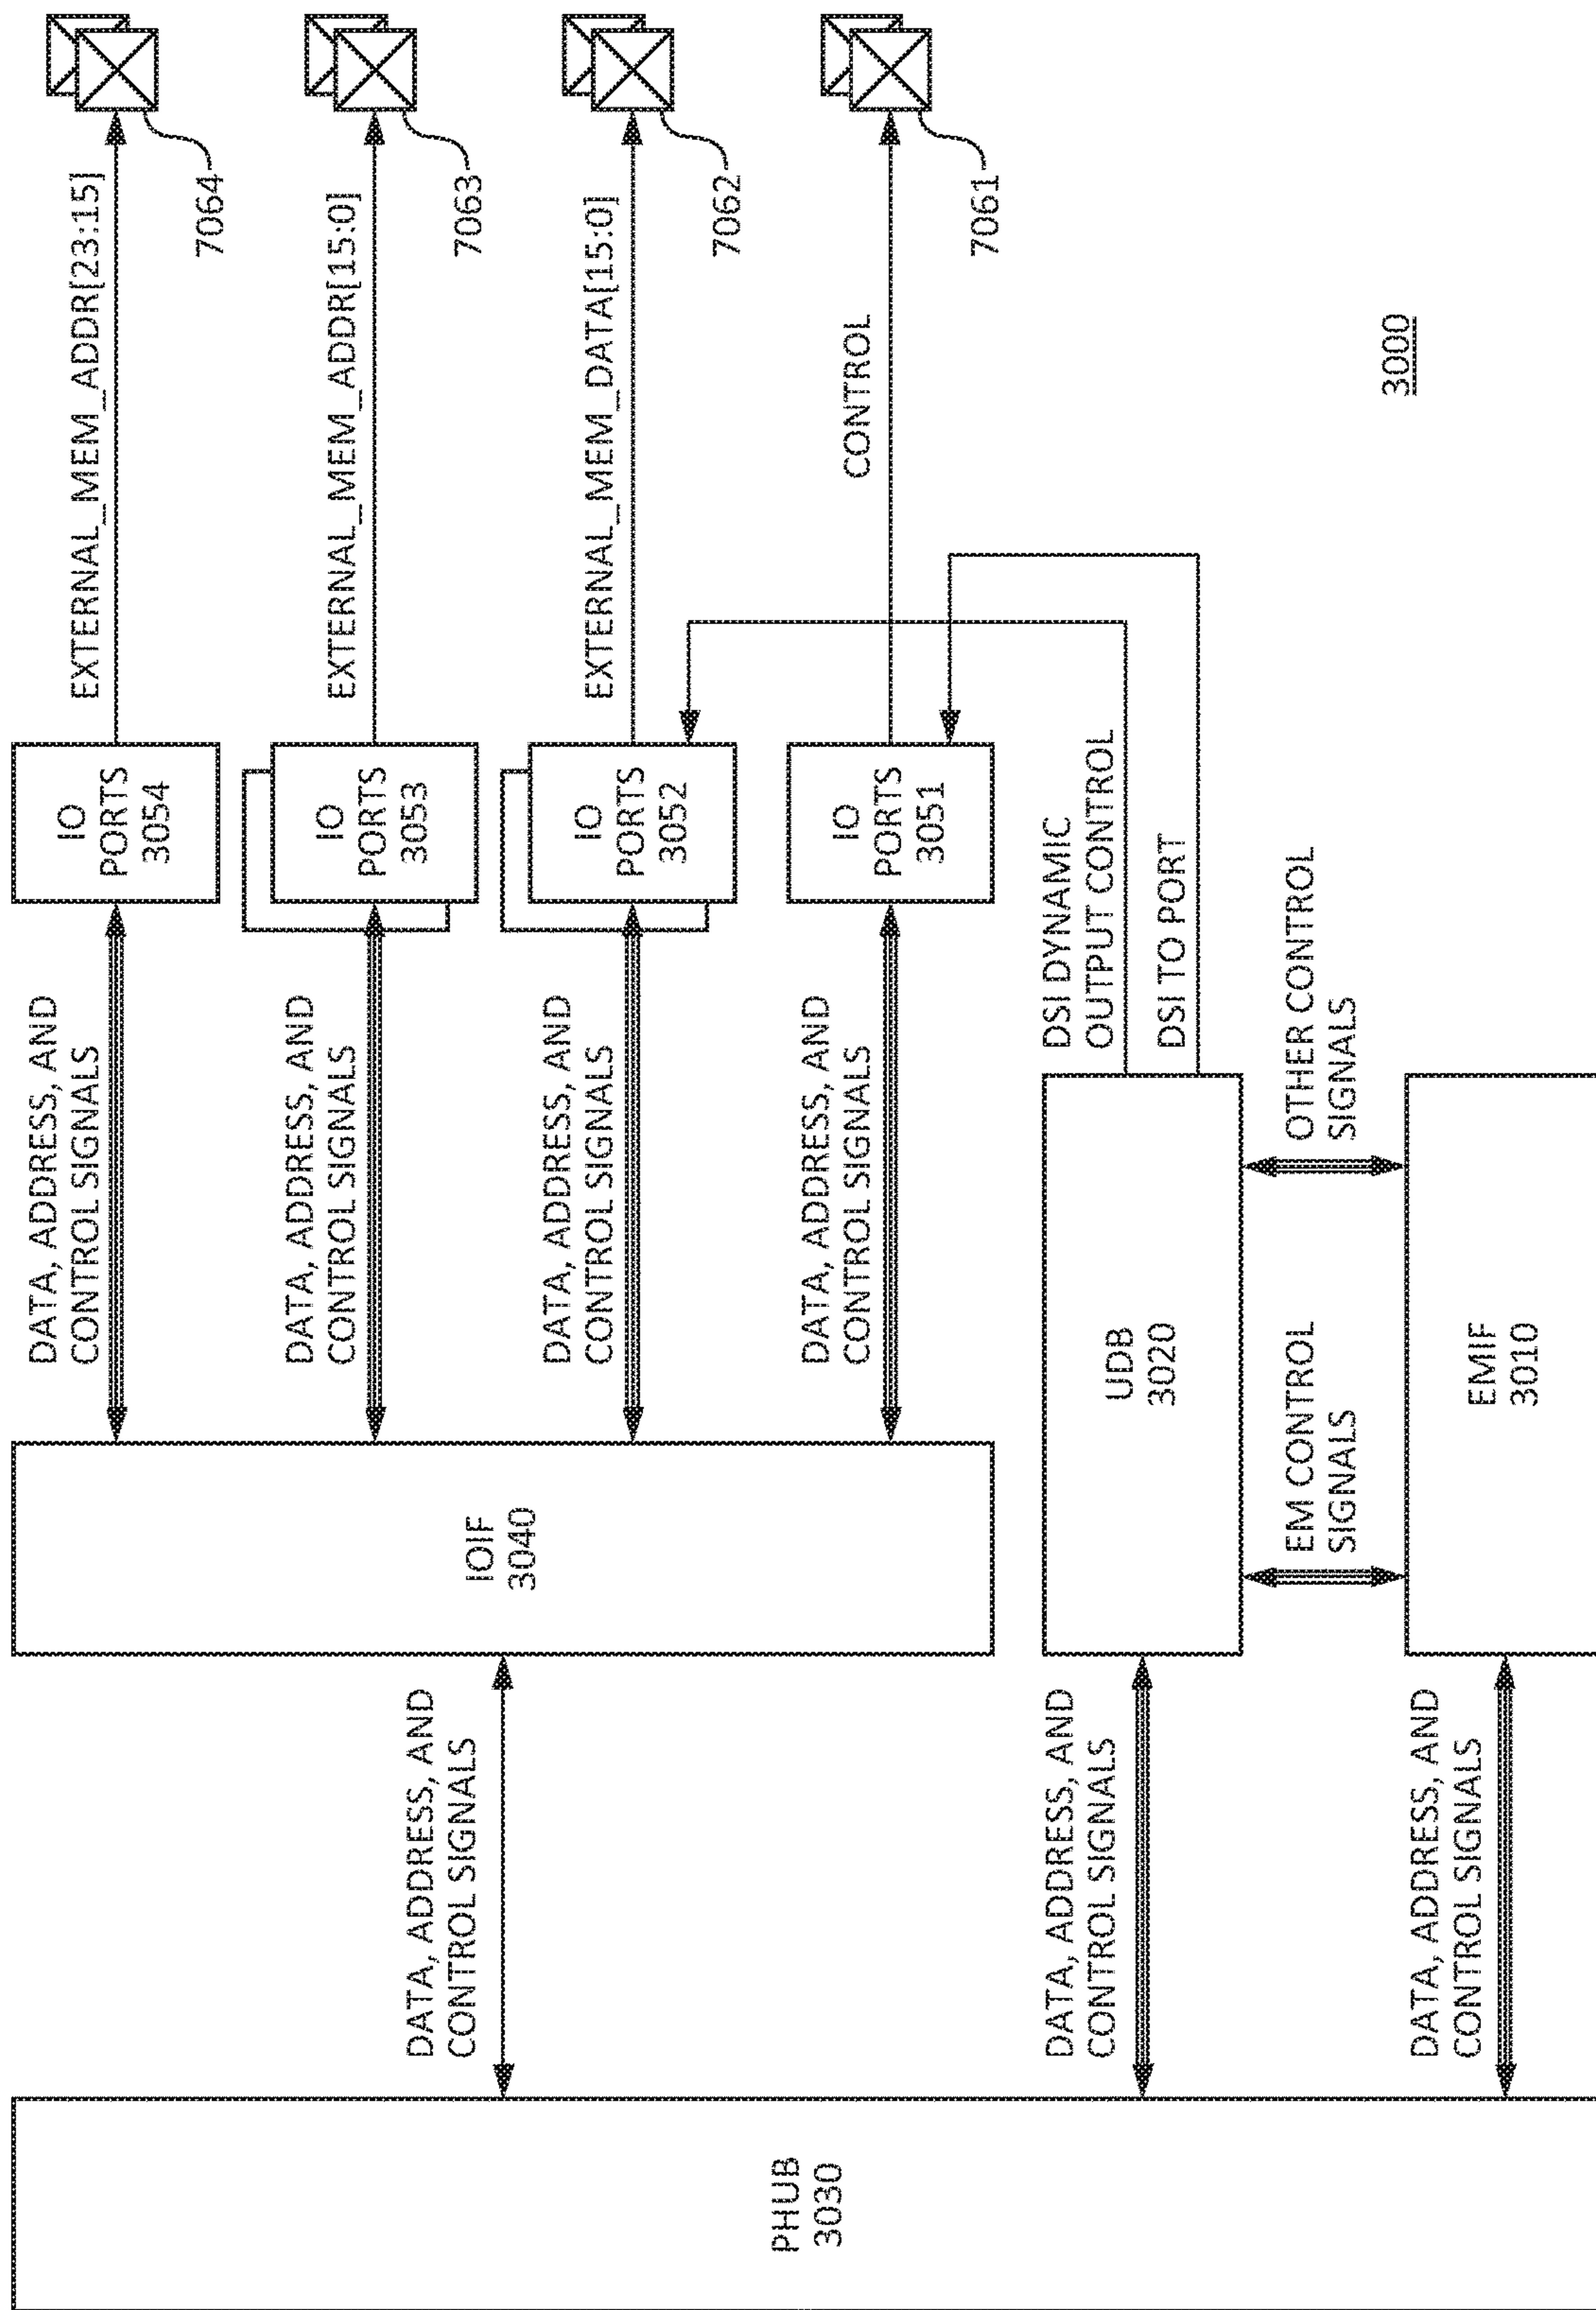 EXTERNAL_MEM_ADDR[23:15]
7064
EXTERNAL_MEM_ADDR[15:0]
7063
EXTERNAL_MEM_DATA[15:0]
7062
CONTROL
7061
3000
IO
PORTS
3054
IO
PORTS
3053
IO
PORTS
3052
IO
PORTS
3051
DSI DYNAMIC
OUTPUT CONTROL
DSI TO PORT
DATA, ADDRESS, AND
CONTROL SIGNALS
DATA, ADDRESS, AND
CONTROL SIGNALS
DATA, ADDRESS, AND
CONTROL SIGNALS
DATA, ADDRESS, AND
CONTROL SIGNALS
OTHER CONTROL
SIGNALS
IOIF
3040
UDB
3020
EM CONTROL
SIGNALS
EMIF
3010
DATA, ADDRESS, AND
CONTROL SIGNALS
DATA, ADDRESS, AND
CONTROL SIGNALS
DATA, ADDRESS, AND
CONTROL SIGNALS
PHUB
3030